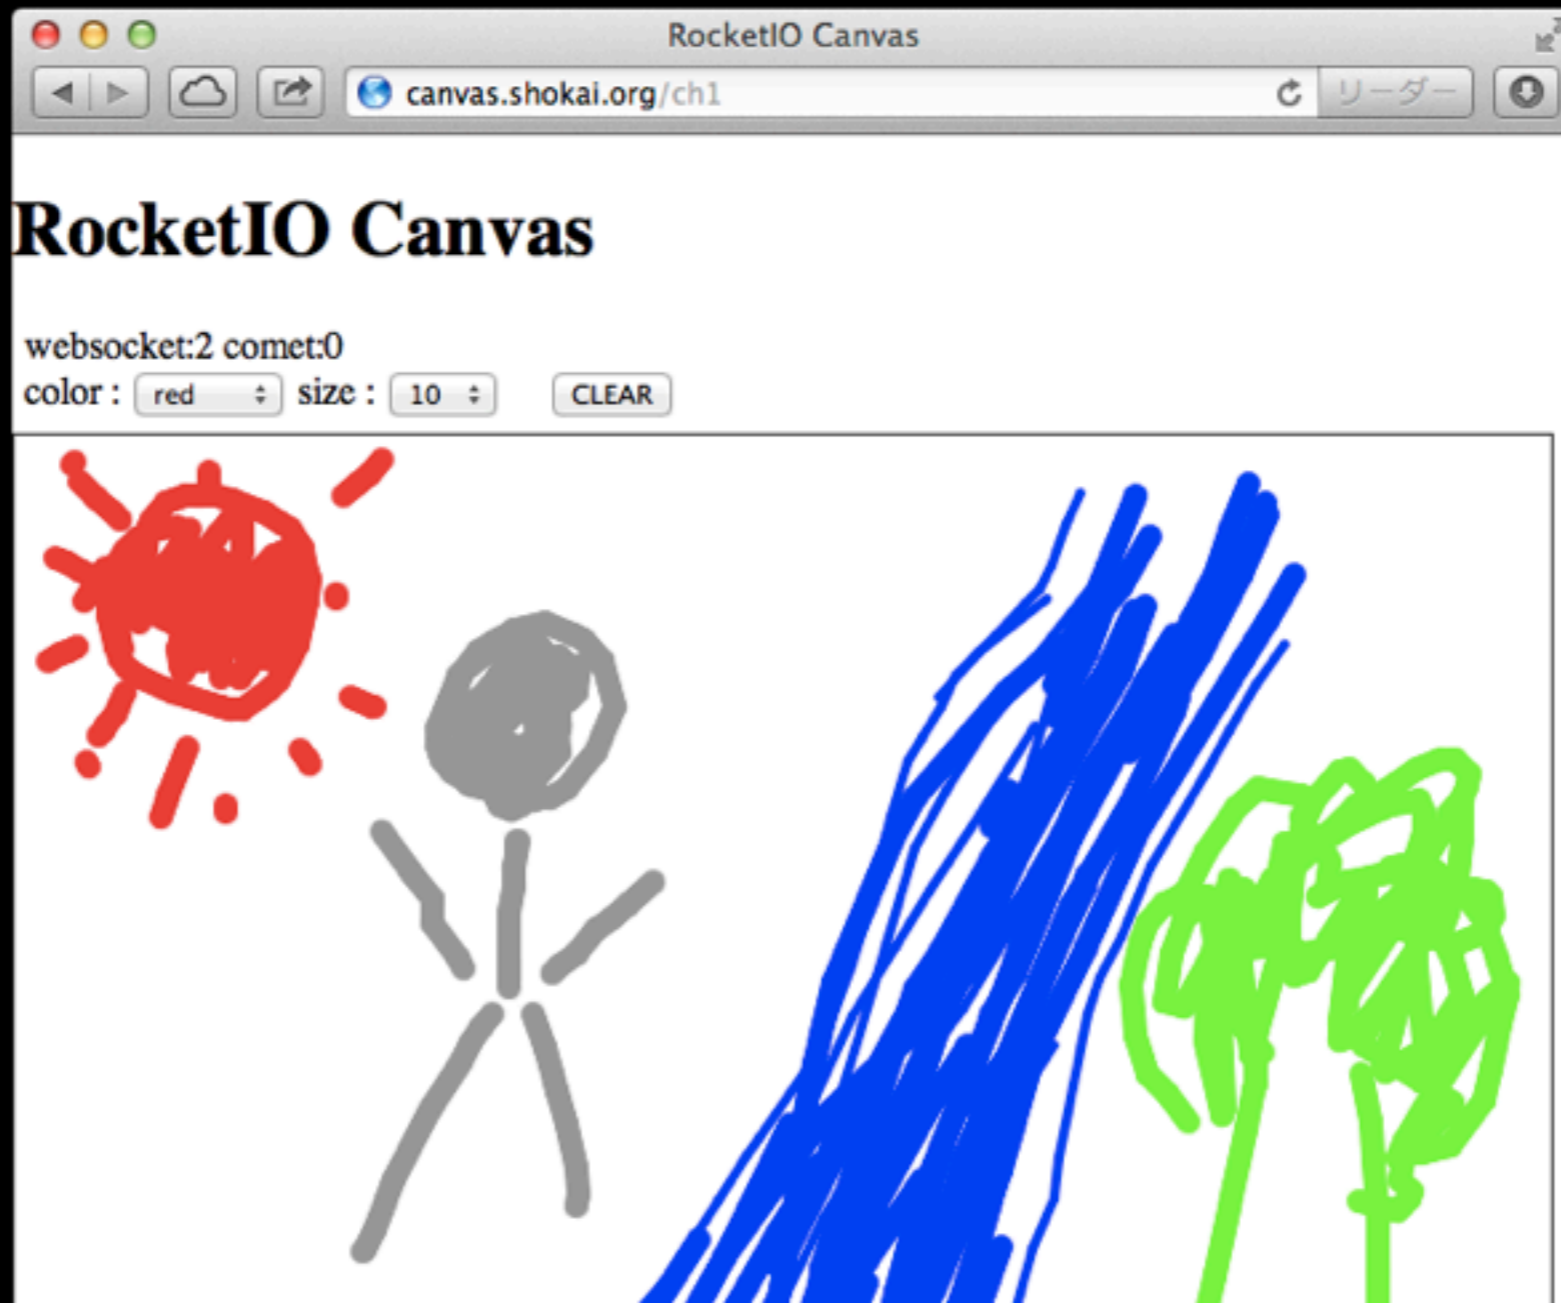 RocketIO Canvas
canvas.shokai.org/ch1 リーダー
RocketIO Canvas
websocket:2 comet:0
color : red size : 10 CLEAR